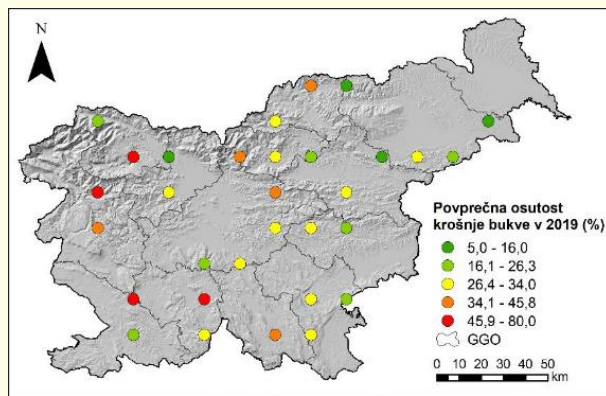 N
Povprečna osutost
krošnje bukve v 2019 (%)
5,0 - 16,0
16,1 - 26,3
26,4 - 34,0
34,1 - 45,8
45,9 - 80,0
GGO
0 10 20 30 40 50
km